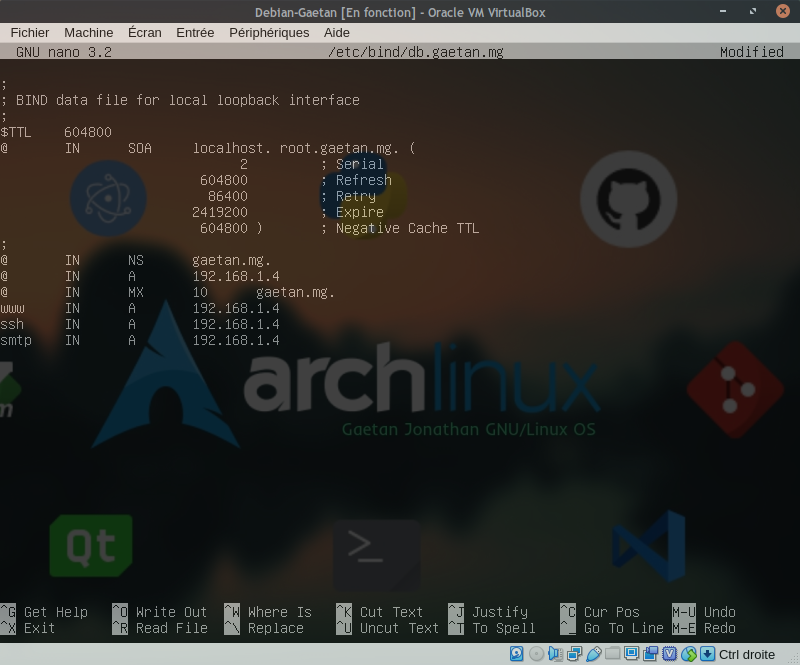 Debian-Gaetan [En fonction] - Oracle VM VirtualBox
Fichier Machine Écran Entrée Périphériques Aide
GNU nano 3.2 /etc/bind/db.gaetan.mg Modified
;
; BIND data file for local loopback interface
;
$TTL 604800
@ IN SOA localhost. root.gaetan.mg. (
2 ; Serial
604800 ; Refresh
86400 ; Retry
2419200 ; Expire
604800 ) ; Negative Cache TTL
;
@ IN NS gaetan.mg.
@ IN A 192.168.1.4
@ IN MX 10 gaetan.mg.
www IN A 192.168.1.4
ssh IN A 192.168.1.4
smtp IN A 192.168.1.4
archlinux
Gaetan Jonathan GNU/Linux OS
Qt
>_
^G Get Help ^O Write Out ^W Where Is ^K Cut Text ^J Justify ^C Cur Pos M-U Undo
^X Exit ^R Read File ^\ Replace ^U Uncut Text ^T To Spell ^_ Go To Line M-E Redo
Ctrl droite